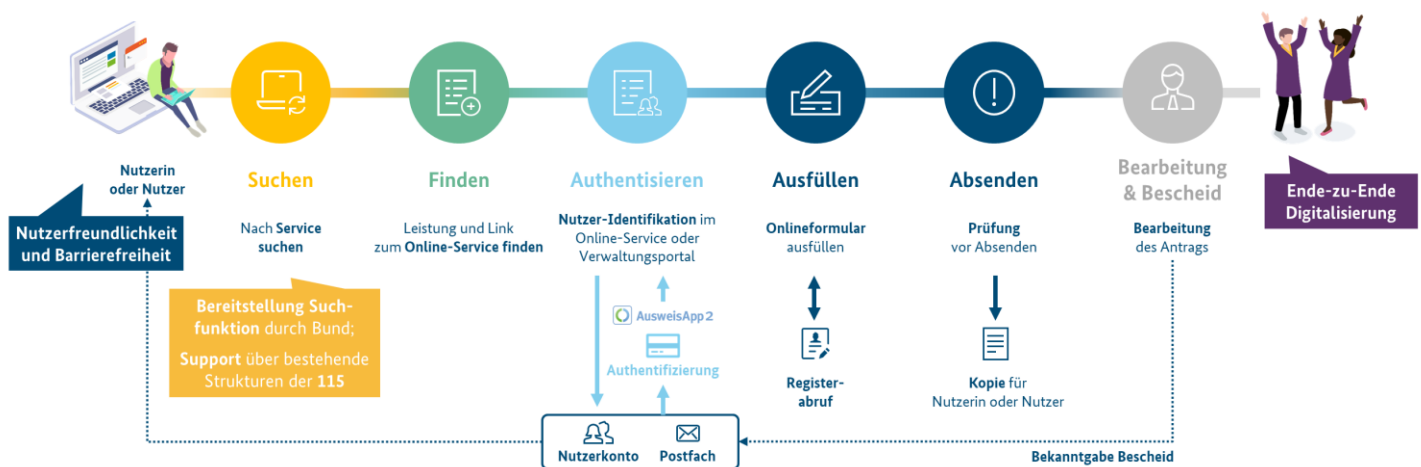 Nutzerin
oder Nutzer
Nutzerfreundlichkeit
und Barrierefreiheit
Suchen
Nach Service
suchen
Bereitstellung Such-
funktion durch Bund;
Support über bestehende
Strukturen der 115
Finden
Leistung und Link
zum Online-Service finden
Authentisieren
Nutzer-Identifikation im
Online-Service oder
Verwaltungsportal
AusweisApp2
Authentifizierung
Nutzerkonto
Postfach
Ausfüllen
Onlineformular
ausfüllen
Register-
abruf
Absenden
Prüfung
vor Absenden
Kopie für
Nutzerin oder Nutzer
Bearbeitung
& Bescheid
Bearbeitung
des Antrags
Bekanntgabe Bescheid
Ende-zu-Ende
Digitalisierung